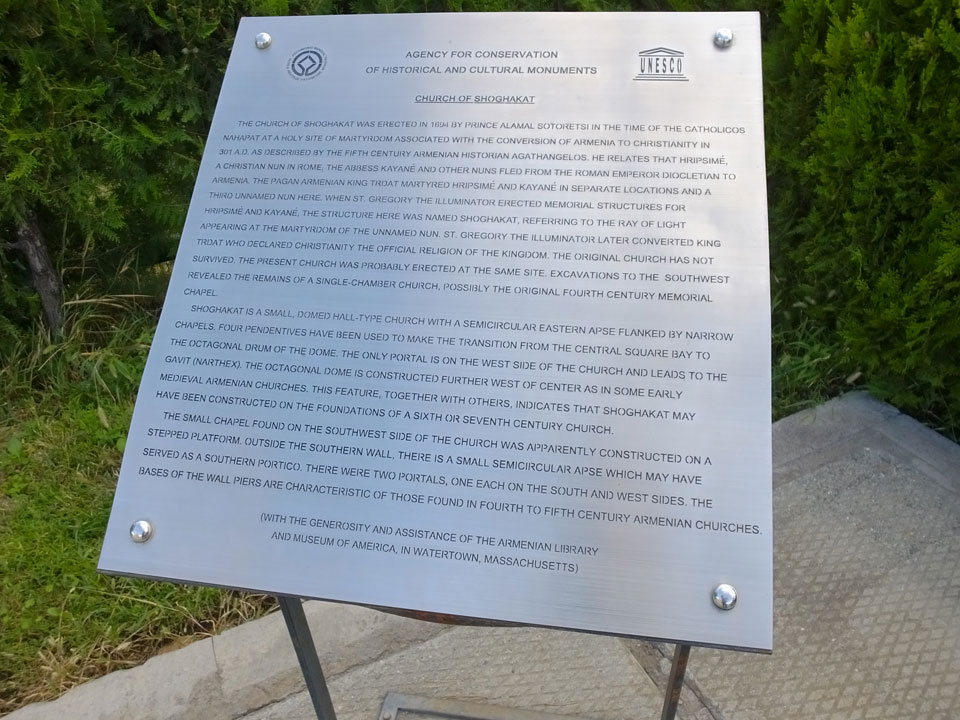 UNESCO
AGENCY FOR CONSERVATION
OF HISTORICAL AND CULTURAL MONUMENTS
CHURCH OF SHOGHAKAT
THE CHURCH OF SHOGHAKAT WAS ERECTED IN 1694 BY PRINCE ALAMAL SOTORETSI IN THE TIME OF THE CATHOLICOS
NAHAPAT AT A HOLY SITE OF MARTYRDOM ASSOCIATED WITH THE CONVERSION OF ARMENIA TO CHRISTIANITY IN
301 A.D. AS DESCRIBED BY THE FIFTH CENTURY ARMENIAN HISTORIAN AGATHANGELOS. HE RELATES THAT HRIPSIMÉ,
A CHRISTIAN NUN IN ROME, THE ABBESS KAYANÉ AND OTHER NUNS FLED FROM THE ROMAN EMPEROR DIOCLETIAN TO
ARMENIA. THE PAGAN ARMENIAN KING TRDAT MARTYRED HRIPSIMÉ AND KAYANÉ IN SEPARATE LOCATIONS AND A
THIRD UNNAMED NUN HERE. WHEN ST. GREGORY THE ILLUMINATOR ERECTED MEMORIAL STRUCTURES FOR
HRIPSIMÉ AND KAYANÉ, THE STRUCTURE HERE WAS NAMED SHOGHAKAT, REFERRING TO THE RAY OF LIGHT
APPEARING AT THE MARTYRDOM OF THE UNNAMED NUN. ST. GREGORY THE ILLUMINATOR LATER CONVERTED KING
TRDAT WHO DECLARED CHRISTIANITY THE OFFICIAL RELIGION OF THE KINGDOM. THE ORIGINAL CHURCH HAS NOT
SURVIVED. THE PRESENT CHURCH WAS PROBABLY ERECTED AT THE SAME SITE. EXCAVATIONS TO THE SOUTHWEST
REVEALED THE REMAINS OF A SINGLE-CHAMBER CHURCH, POSSIBLY THE ORIGINAL FOURTH CENTURY MEMORIAL
CHAPEL.
SHOGHAKAT IS A SMALL, DOMED HALL-TYPE CHURCH WITH A SEMICIRCULAR EASTERN APSE FLANKED BY NARROW
CHAPELS. FOUR PENDENTIVES HAVE BEEN USED TO MAKE THE TRANSITION FROM THE CENTRAL SQUARE BAY TO
THE OCTAGONAL DRUM OF THE DOME. THE ONLY PORTAL IS ON THE WEST SIDE OF THE CHURCH AND LEADS TO THE
GAVIT (NARTHEX). THE OCTAGONAL DOME IS CONSTRUCTED FURTHER WEST OF CENTER AS IN SOME EARLY
MEDIEVAL ARMENIAN CHURCHES. THIS FEATURE, TOGETHER WITH OTHERS, INDICATES THAT SHOGHAKAT MAY
HAVE BEEN CONSTRUCTED ON THE FOUNDATIONS OF A SIXTH OR SEVENTH CENTURY CHURCH.
THE SMALL CHAPEL FOUND ON THE SOUTHWEST SIDE OF THE CHURCH WAS APPARENTLY CONSTRUCTED ON A
STEPPED PLATFORM. OUTSIDE THE SOUTHERN WALL, THERE IS A SMALL SEMICIRCULAR APSE WHICH MAY HAVE
SERVED AS A SOUTHERN PORTICO. THERE WERE TWO PORTALS, ONE EACH ON THE SOUTH AND WEST SIDES. THE
BASES OF THE WALL PIERS ARE CHARACTERISTIC OF THOSE FOUND IN FOURTH TO FIFTH CENTURY ARMENIAN CHURCHES.
(WITH THE GENEROSITY AND ASSISTANCE OF THE ARMENIAN LIBRARY
AND MUSEUM OF AMERICA, IN WATERTOWN, MASSACHUSETTS)